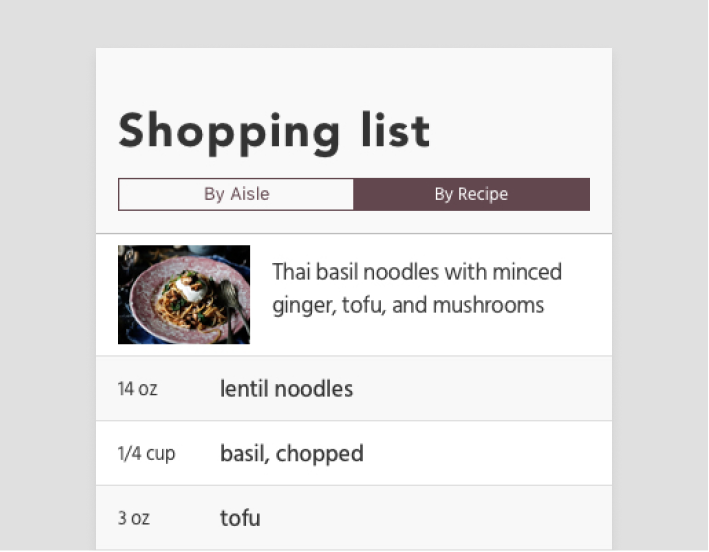 Shopping list
By Aisle By Recipe
Thai basil noodles with minced
ginger, tofu, and mushrooms
14 oz lentil noodles
1/4 cup basil, chopped
3 oz tofu